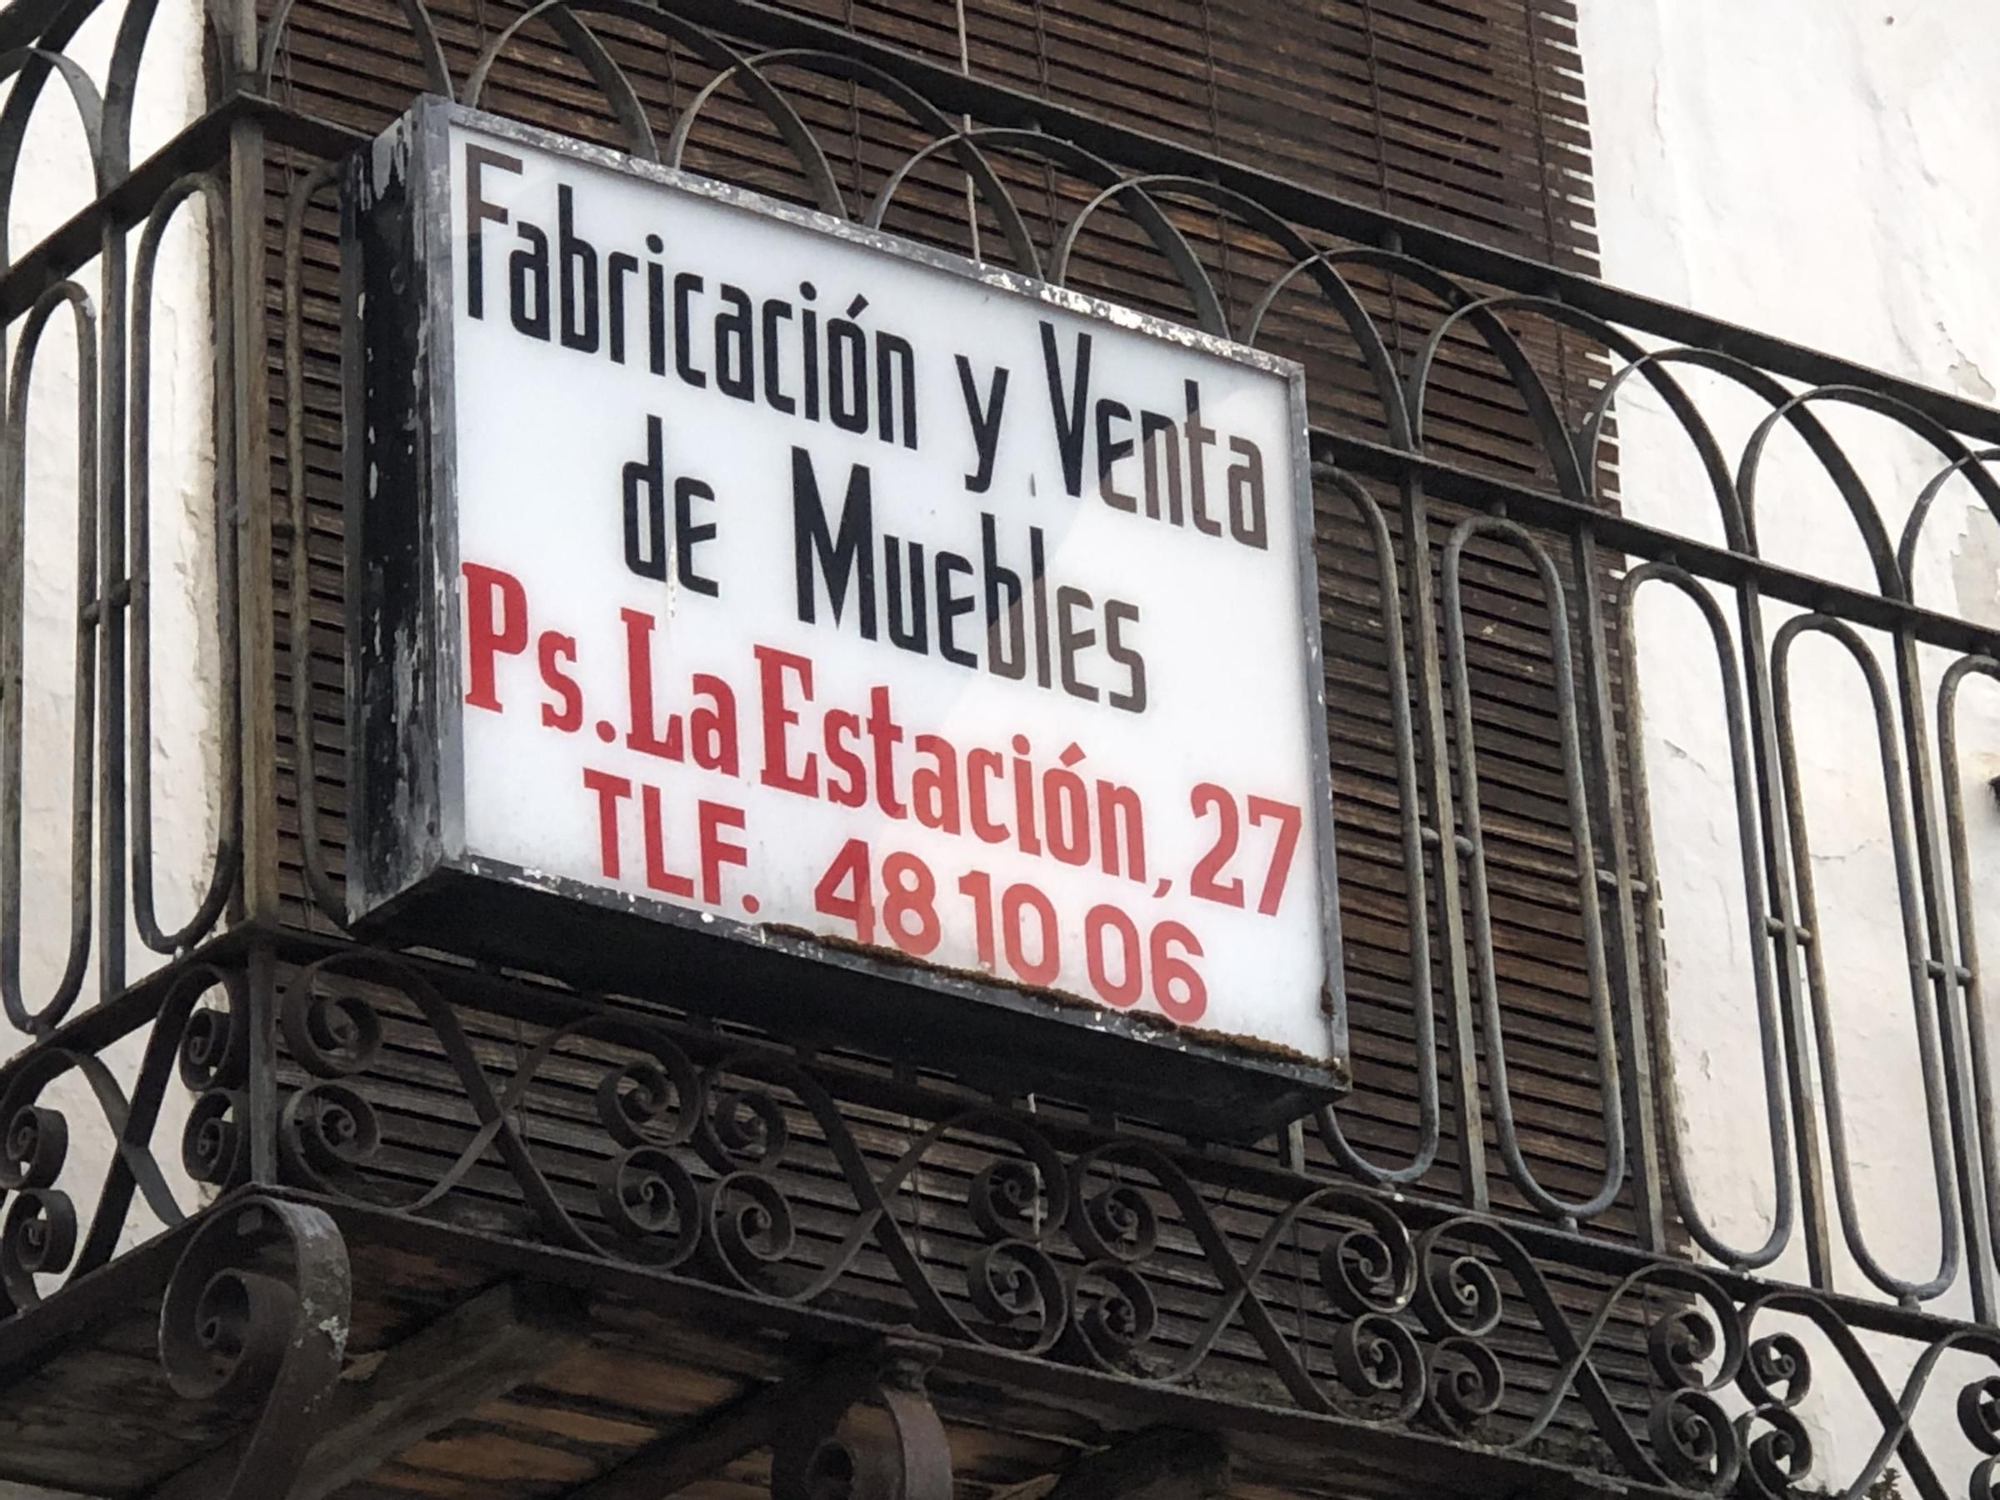 Fabricación y Venta
de Muebles
Ps. La Estación, 27
TLF. 48 10 06